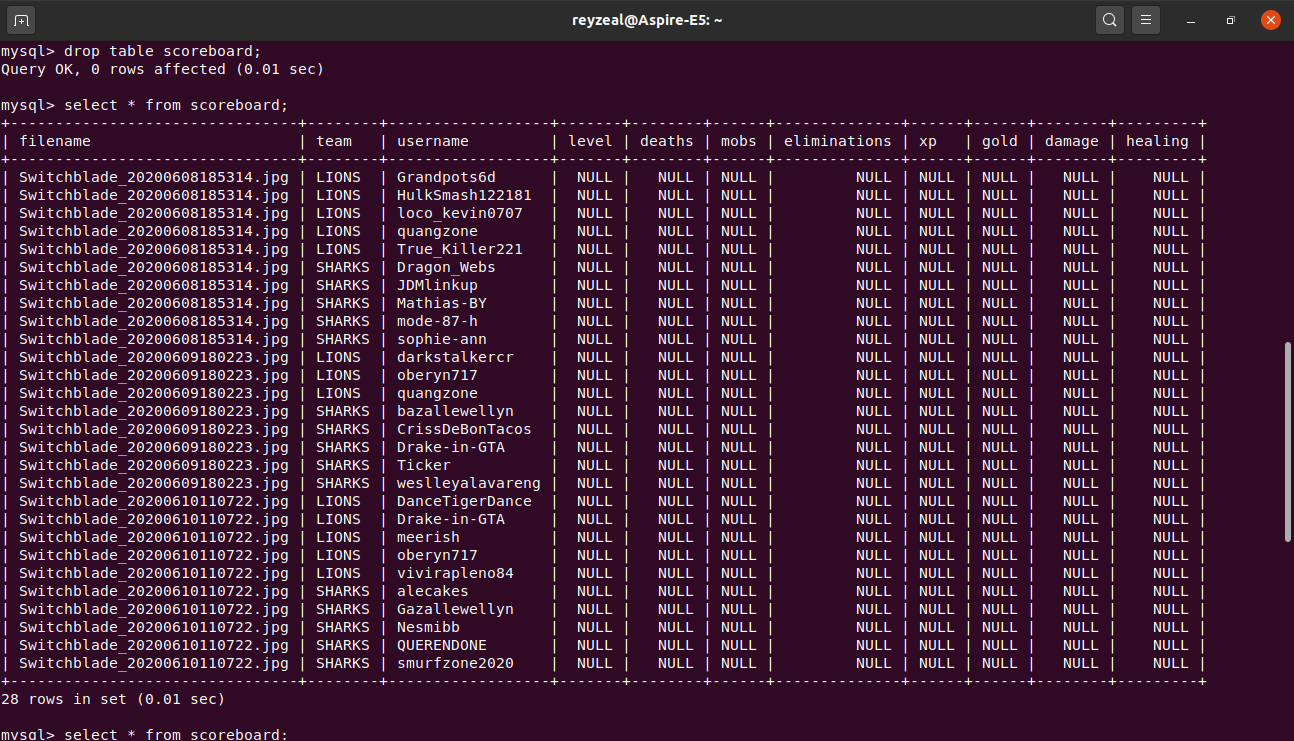 reyzeal@Aspire-E5: ~
mysql> drop table scoreboard;
Query OK, 0 rows affected (0.01 sec)
mysql> select * from scoreboard;
+--------------------------------+--------+------------------+-------+--------+------+--------------+------+------+--------+---------+
| filename                       | team   | username         | level | deaths | mobs | eliminations | xp   | gold | damage | healing |
+--------------------------------+--------+------------------+-------+--------+------+--------------+------+------+--------+---------+
| Switchblade_20200608185314.jpg | LIONS  | Grandpots6d      |  NULL |   NULL | NULL |         NULL | NULL | NULL |   NULL |    NULL |
| Switchblade_20200608185314.jpg | LIONS  | HulkSmash122181  |  NULL |   NULL | NULL |         NULL | NULL | NULL |   NULL |    NULL |
| Switchblade_20200608185314.jpg | LIONS  | loco_kevin0707   |  NULL |   NULL | NULL |         NULL | NULL | NULL |   NULL |    NULL |
| Switchblade_20200608185314.jpg | LIONS  | quangzone        |  NULL |   NULL | NULL |         NULL | NULL | NULL |   NULL |    NULL |
| Switchblade_20200608185314.jpg | LIONS  | True_Killer221   |  NULL |   NULL | NULL |         NULL | NULL | NULL |   NULL |    NULL |
| Switchblade_20200608185314.jpg | SHARKS | Dragon_Webs      |  NULL |   NULL | NULL |         NULL | NULL | NULL |   NULL |    NULL |
| Switchblade_20200608185314.jpg | SHARKS | JDMlinkup        |  NULL |   NULL | NULL |         NULL | NULL | NULL |   NULL |    NULL |
| Switchblade_20200608185314.jpg | SHARKS | Mathias-BY       |  NULL |   NULL | NULL |         NULL | NULL | NULL |   NULL |    NULL |
| Switchblade_20200608185314.jpg | SHARKS | mode-87-h        |  NULL |   NULL | NULL |         NULL | NULL | NULL |   NULL |    NULL |
| Switchblade_20200608185314.jpg | SHARKS | sophie-ann       |  NULL |   NULL | NULL |         NULL | NULL | NULL |   NULL |    NULL |
| Switchblade_20200609180223.jpg | LIONS  | darkstalkercr    |  NULL |   NULL | NULL |         NULL | NULL | NULL |   NULL |    NULL |
| Switchblade_20200609180223.jpg | LIONS  | oberyn717        |  NULL |   NULL | NULL |         NULL | NULL | NULL |   NULL |    NULL |
| Switchblade_20200609180223.jpg | LIONS  | quangzone        |  NULL |   NULL | NULL |         NULL | NULL | NULL |   NULL |    NULL |
| Switchblade_20200609180223.jpg | SHARKS | bazallewellyn    |  NULL |   NULL | NULL |         NULL | NULL | NULL |   NULL |    NULL |
| Switchblade_20200609180223.jpg | SHARKS | CrissDeBonTacos  |  NULL |   NULL | NULL |         NULL | NULL | NULL |   NULL |    NULL |
| Switchblade_20200609180223.jpg | SHARKS | Drake-in-GTA     |  NULL |   NULL | NULL |         NULL | NULL | NULL |   NULL |    NULL |
| Switchblade_20200609180223.jpg | SHARKS | Ticker           |  NULL |   NULL | NULL |         NULL | NULL | NULL |   NULL |    NULL |
| Switchblade_20200609180223.jpg | SHARKS | weslleyalavareng |  NULL |   NULL | NULL |         NULL | NULL | NULL |   NULL |    NULL |
| Switchblade_20200610110722.jpg | LIONS  | DanceTigerDance  |  NULL |   NULL | NULL |         NULL | NULL | NULL |   NULL |    NULL |
| Switchblade_20200610110722.jpg | LIONS  | Drake-in-GTA     |  NULL |   NULL | NULL |         NULL | NULL | NULL |   NULL |    NULL |
| Switchblade_20200610110722.jpg | LIONS  | meerish          |  NULL |   NULL | NULL |         NULL | NULL | NULL |   NULL |    NULL |
| Switchblade_20200610110722.jpg | LIONS  | oberyn717        |  NULL |   NULL | NULL |         NULL | NULL | NULL |   NULL |    NULL |
| Switchblade_20200610110722.jpg | LIONS  | vivirapleno84    |  NULL |   NULL | NULL |         NULL | NULL | NULL |   NULL |    NULL |
| Switchblade_20200610110722.jpg | SHARKS | alecakes         |  NULL |   NULL | NULL |         NULL | NULL | NULL |   NULL |    NULL |
| Switchblade_20200610110722.jpg | SHARKS | Gazallewellyn    |  NULL |   NULL | NULL |         NULL | NULL | NULL |   NULL |    NULL |
| Switchblade_20200610110722.jpg | SHARKS | Nesmibb          |  NULL |   NULL | NULL |         NULL | NULL | NULL |   NULL |    NULL |
| Switchblade_20200610110722.jpg | SHARKS | QUERENDONE       |  NULL |   NULL | NULL |         NULL | NULL | NULL |   NULL |    NULL |
| Switchblade_20200610110722.jpg | SHARKS | smurfzone2020    |  NULL |   NULL | NULL |         NULL | NULL | NULL |   NULL |    NULL |
+--------------------------------+--------+------------------+-------+--------+------+--------------+------+------+--------+---------+
28 rows in set (0.01 sec)
mysql> select * from scoreboard;